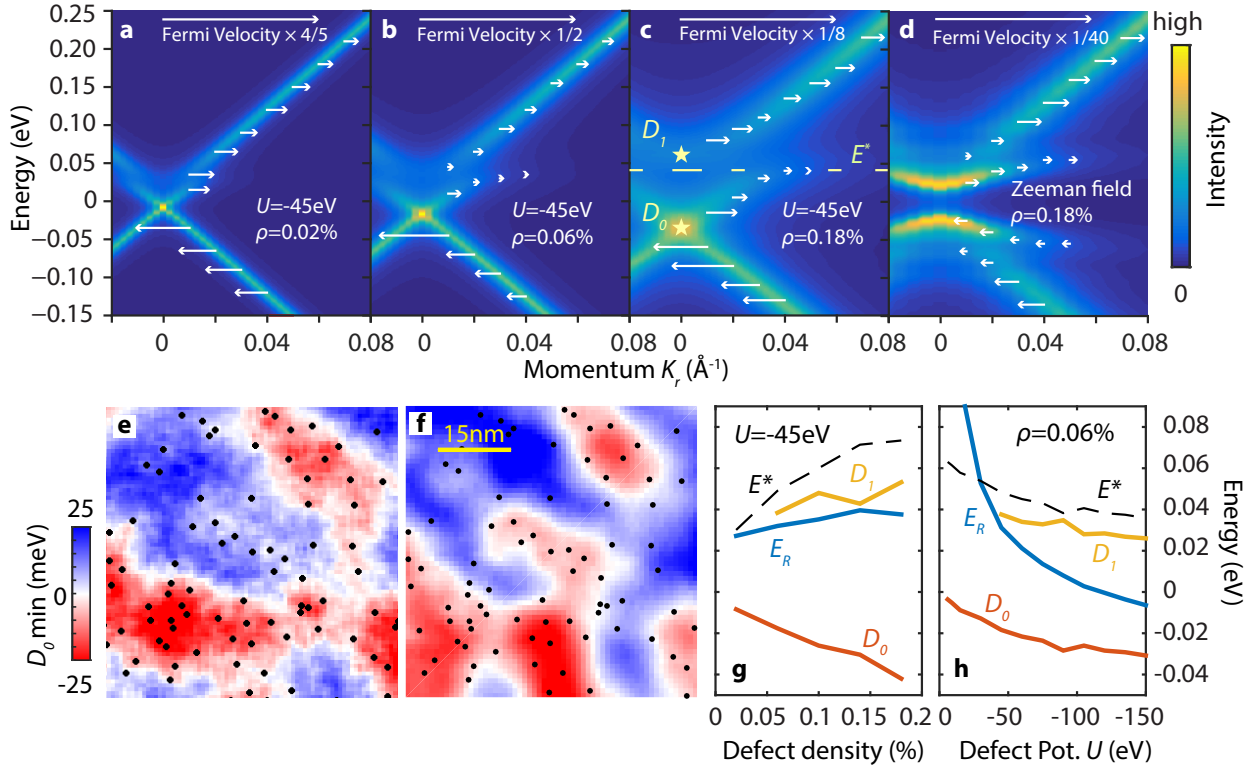 a
Fermi Velocity × 4/5
U=-45eV
ρ=0.02%
b
Fermi Velocity × 1/2
U=-45eV
ρ=0.06%
c
Fermi Velocity × 1/8
D1
E*
D0
U=-45eV
ρ=0.18%
d
Fermi Velocity × 1/40
Zeeman field
ρ=0.18%
high
Intensity
0
Energy (eV)
0.25
0.20
0.15
0.10
0.05
0
−0.05
−0.10
−0.15
0 0.04 0 0.04 0.08 0 0.04 0.08 0 0.04 0.08
Momentum Kr (Å-1)
e
f
15nm
25
0
-25
D0 min (meV)
g
U=-45eV
E*
D1
ER
D0
0 0.05 0.1 0.15 0.2
Defect density (%)
h
ρ=0.06%
E*
ER
D1
D0
0 -50 -100 -150
Defect Pot. U (eV)
0.08
0.06
0.04
0.02
0
-0.02
-0.04
Energy (eV)